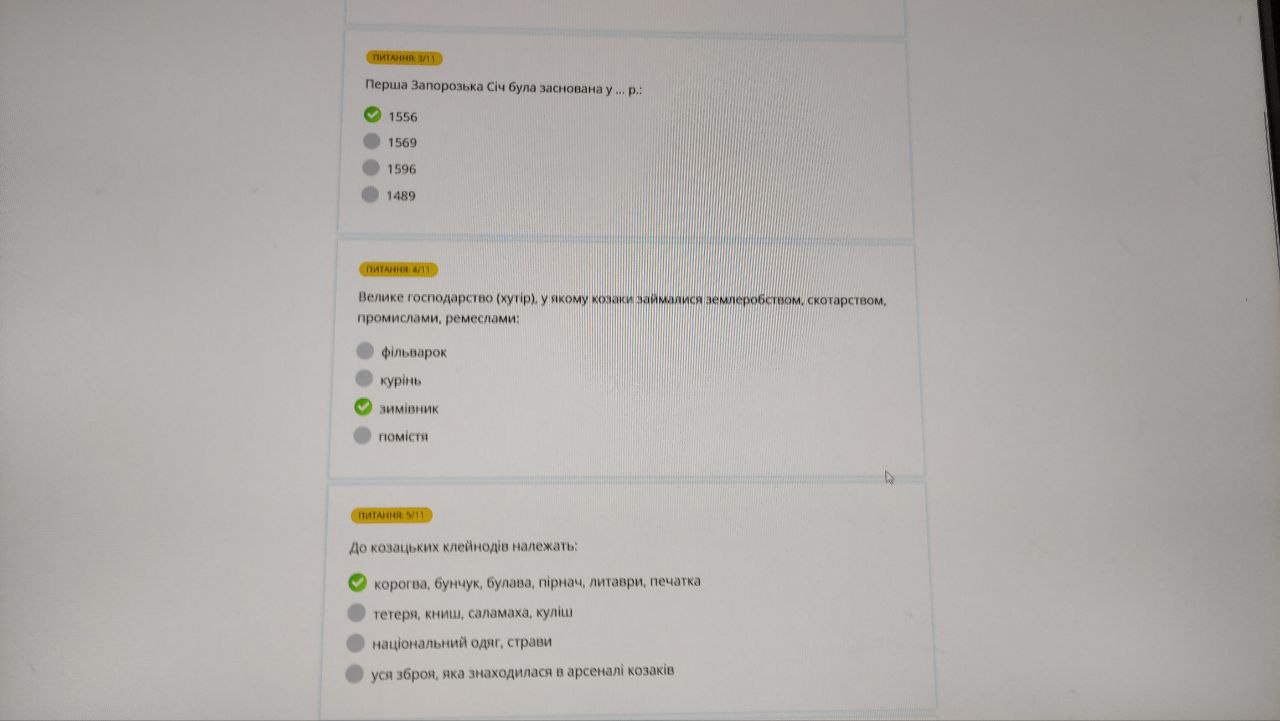 ПИТАННЯ: 3/11
Перша Запорозька Січ була заснована у ... р.:
1556
1569
1596
1489
ПИТАННЯ: 4/11
Велике господарство (хутір), у якому козаки займалися землеробством, скотарством,
промислами, ремеслами:
фільварок
курінь
зимівник
помістя
ПИТАННЯ: 5/11
До козацьких клейнодів належать:
корогва, бунчук, булава, пірнач, литаври, печатка
тетеря, книш, саламаха, куліш
національний одяг, страви
уся зброя, яка знаходилася в арсеналі козаків